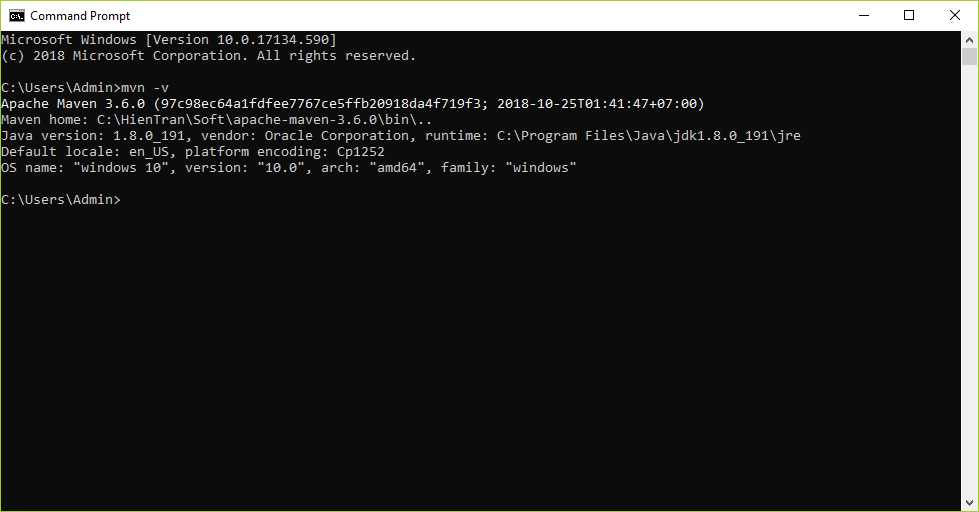 Command Prompt
Microsoft Windows [Version 10.0.17134.590]
(c) 2018 Microsoft Corporation. All rights reserved.
C:\Users\Admin>mvn -v
Apache Maven 3.6.0 (97c98ec64a1fdfee7767ce5ffb20918da4f719f3; 2018-10-25T01:41:47+07:00)
Maven home: C:\HienTran\Soft\apache-maven-3.6.0\bin\..
Java version: 1.8.0_191, vendor: Oracle Corporation, runtime: C:\Program Files\Java\jdk1.8.0_191\jre
Default locale: en_US, platform encoding: Cp1252
OS name: "windows 10", version: "10.0", arch: "amd64", family: "windows"
C:\Users\Admin>